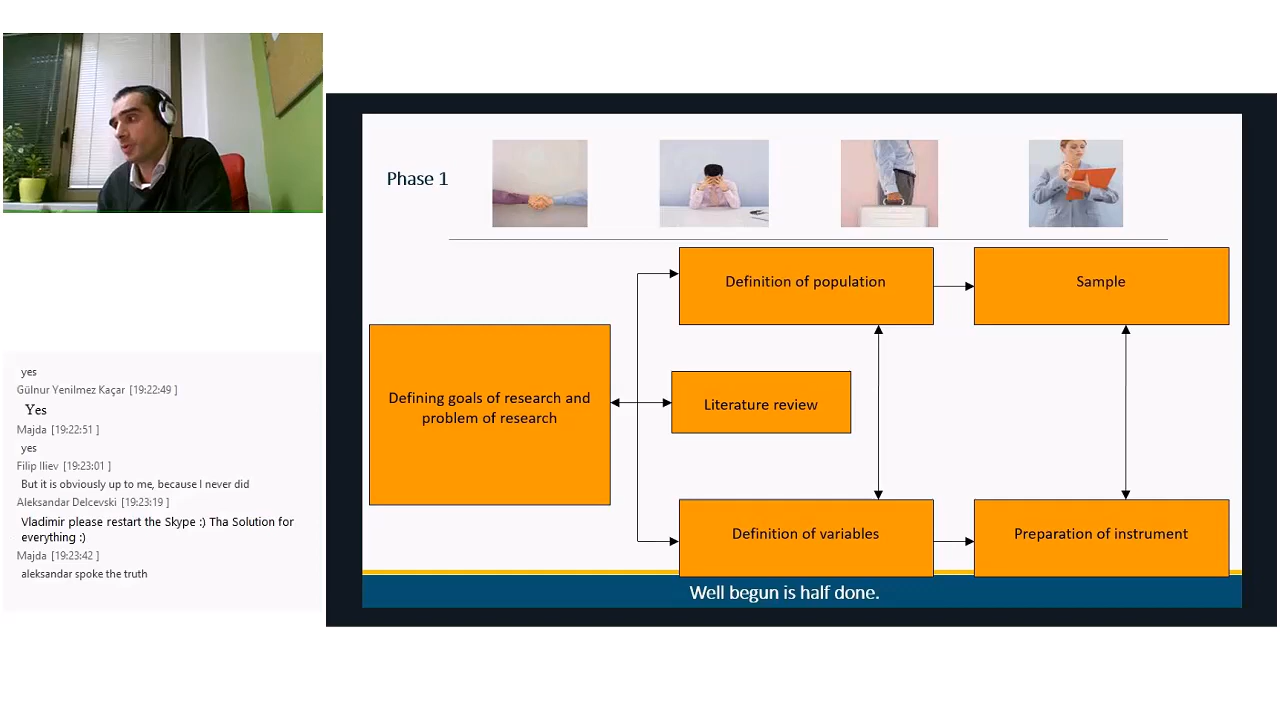 yes
Gülnur Yenilmez Kaçar [19:22:49 ]
Yes
Majda [19:22:51 ]
yes
Filip Iliev [19:23:01 ]
But it is obviously up to me, because I never did
Aleksandar Delcevski [19:23:19 ]
Vladimir please restart the Skype :) Tha Solution for
everything :)
Majda [19:23:42 ]
aleksandar spoke the truth
Phase 1
Definition of population
Sample
Defining goals of research and
problem of research
Literature review
Definition of variables
Preparation of instrument
Well begun is half done.